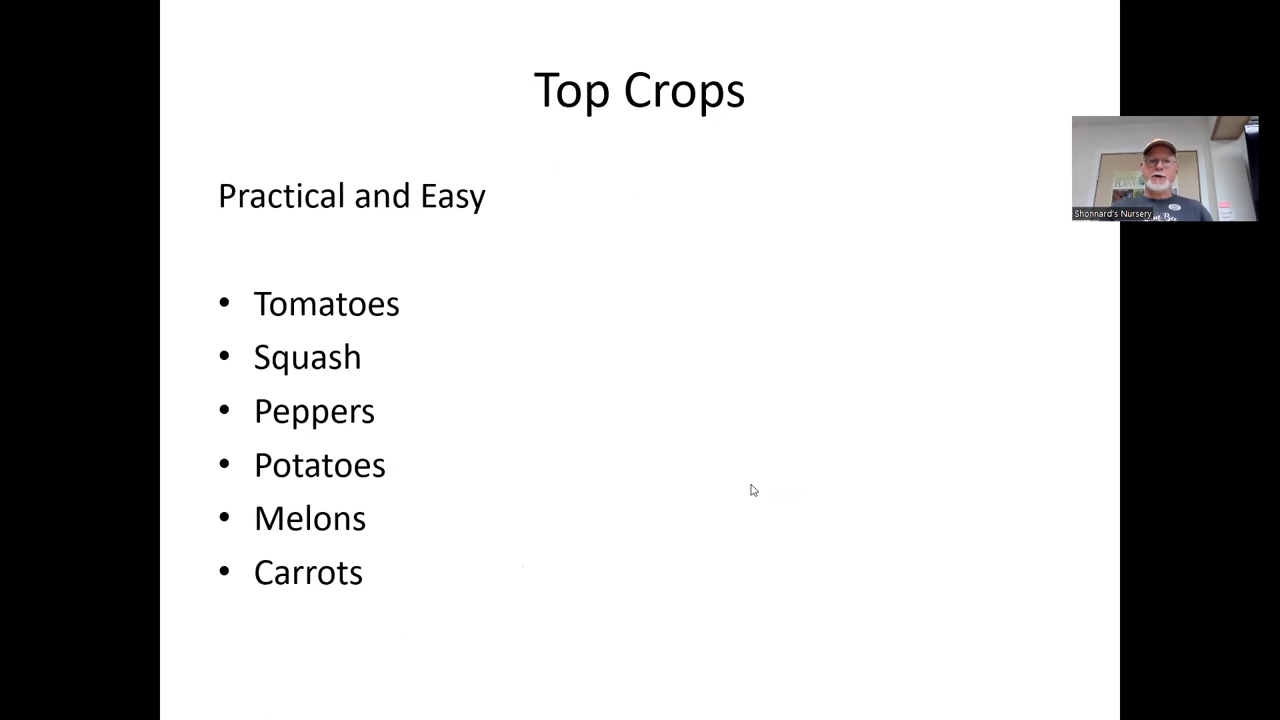 Top Crops
Practical and Easy
• Tomatoes
• Squash
• Peppers
• Potatoes
• Melons
• Carrots
Shonnard's Nursery